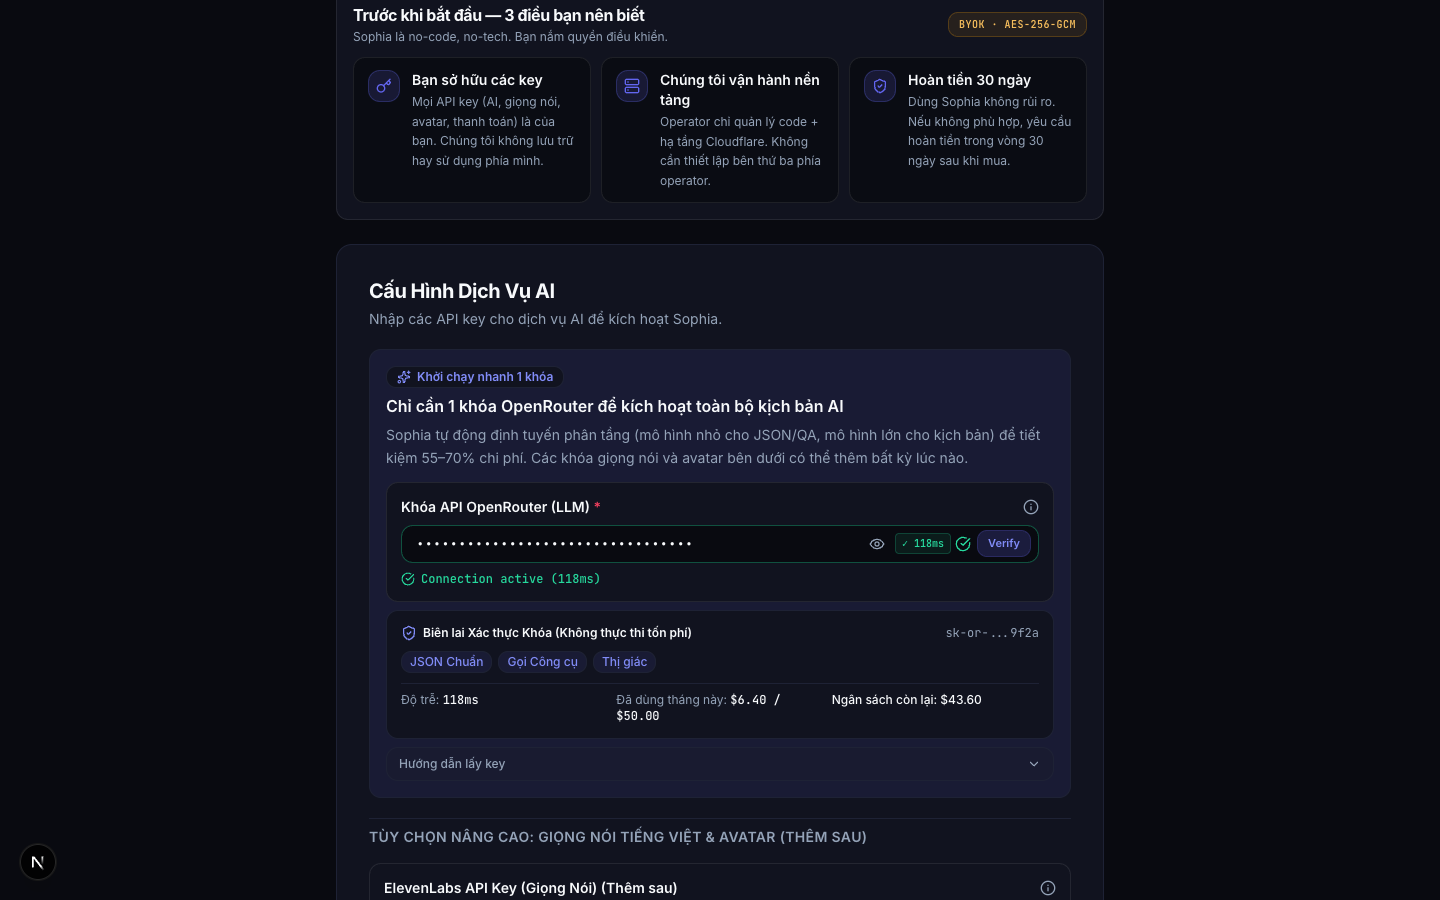 Trước khi bắt đầu — 3 điều bạn nên biết
Sophia là no-code, no-tech. Bạn nắm quyền điều khiển.
BYOK · AES-256-GCM
Bạn sở hữu các key
Mọi API key (AI, giọng nói,
avatar, thanh toán) là của
bạn. Chúng tôi không lưu trữ
hay sử dụng phía mình.
Chúng tôi vận hành nền
tảng
Operator chỉ quản lý code +
hạ tầng Cloudflare. Không
cần thiết lập bên thứ ba phía
operator.
Hoàn tiền 30 ngày
Dùng Sophia không rủi ro.
Nếu không phù hợp, yêu cầu
hoàn tiền trong vòng 30
ngày sau khi mua.
Cấu Hình Dịch Vụ AI
Nhập các API key cho dịch vụ AI để kích hoạt Sophia.
Khởi chạy nhanh 1 khóa
Chỉ cần 1 khóa OpenRouter để kích hoạt toàn bộ kịch bản AI
Sophia tự động định tuyến phân tầng (mô hình nhỏ cho JSON/QA, mô hình lớn cho kịch bản) để tiết
kiệm 55–70% chi phí. Các khóa giọng nói và avatar bên dưới có thể thêm bất kỳ lúc nào.
Khóa API OpenRouter (LLM) *
••••••••••••••••••••••••••••••••
✓ 118ms
Verify
Connection active (118ms)
Biên lai Xác thực Khóa (Không thực thi tốn phí)
sk-or-...9f2a
JSON Chuẩn
Gọi Công cụ
Thị giác
Độ trễ: 118ms
Đã dùng tháng này: $6.40 /
$50.00
Ngân sách còn lại: $43.60
Hướng dẫn lấy key
TÙY CHỌN NÂNG CAO: GIỌNG NÓI TIẾNG VIỆT & AVATAR (THÊM SAU)
ElevenLabs API Key (Giọng Nói) (Thêm sau)
N